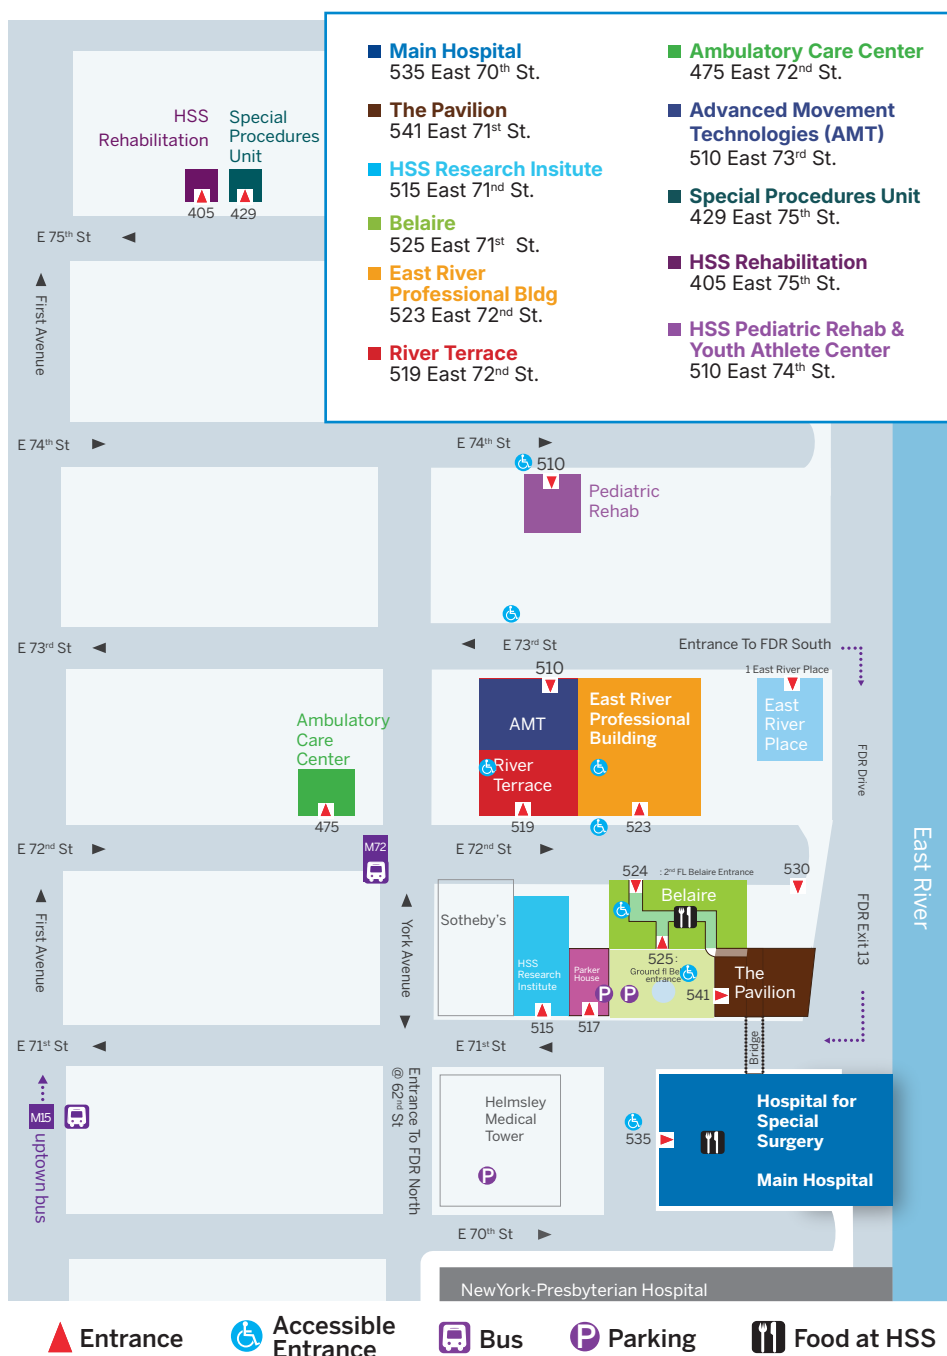 Main Hospital
535 East 70th St.
The Pavilion
541 East 71st St.
HSS Research Insitute
515 East 71nd St.
Belaire
525 East 71st St.
East River
Professional Bldg
523 East 72nd St.
River Terrace
519 East 72nd St.
Ambulatory Care Center
475 East 72nd St.
Advanced Movement
Technologies (AMT)
510 East 73rd St.
Special Procedures Unit
429 East 75th St.
HSS Rehabilitation
405 East 75th St.
HSS Pediatric Rehab &
Youth Athlete Center
510 East 74th St.
HSS
Rehabilitation
Special
Procedures
Unit
405
429
E 75th St
First Avenue
E 74th St
E 74th St
510
Pediatric
Rehab
E 73rd St
E 73rd St
Entrance To FDR South
510
1 East River Place
AMT
East River
Professional
Building
East
River
Place
Ambulatory
Care
Center
River
Terrace
FDR Drive
475
519
523
E 72nd St
M72
E 72nd St
East River
524
: 2nd FL Belaire Entrance
530
Belaire
First Avenue
York Avenue
Sotheby's
FDR Exit 13
525 :
Ground fl Be
entrance
HSS
Research
Institute
Parker
House
P
P
541
The
Pavilion
515
517
E 71st St
E 71st St
Bridge
M15
uptown bus
Entrance To FDR North
@ 62nd St
Helmsley
Medical
Tower
P
535
Hospital for
Special
Surgery
Main Hospital
E 70th St
NewYork-Presbyterian Hospital
Entrance
Accessible
Entrance
Bus
P Parking
Food at HSS